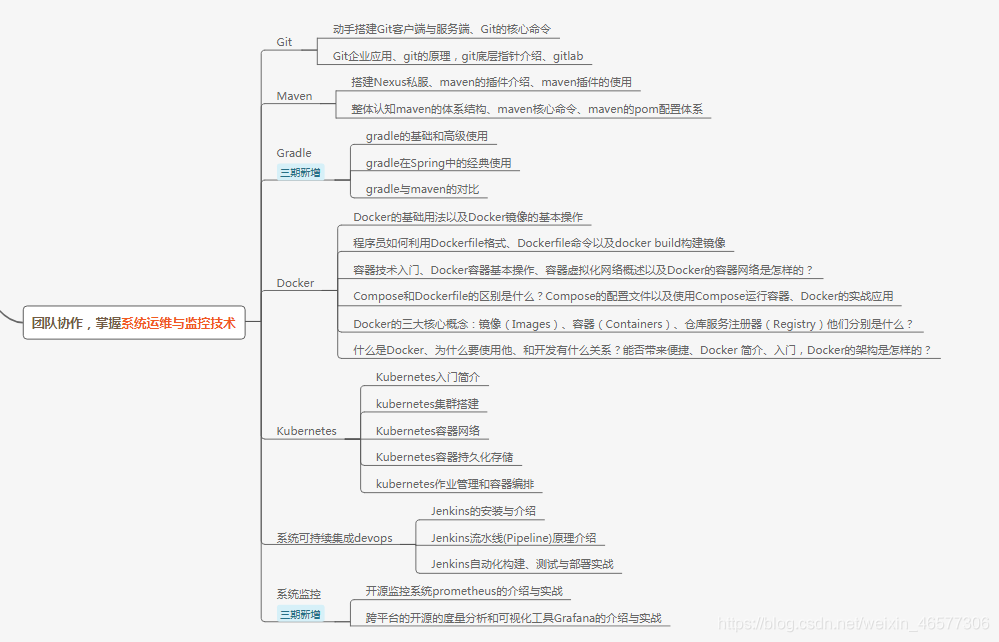 团队协作，掌握系统运维与监控技术
Git
动手搭建Git客户端与服务端、Git的核心命令
Git企业应用、git的原理，git底层指针介绍、gitlab
Maven
搭建Nexus私服、maven的插件介绍、maven插件的使用
整体认知maven的体系结构、maven核心命令、maven的pom配置体系
Gradle
三期新增
gradle的基础和高级使用
gradle在Spring中的经典使用
gradle与maven的对比
Docker
Docker的基础用法以及Docker镜像的基本操作
程序员如何利用Dockerfile格式、Dockerfile命令以及docker build构建镜像
容器技术入门、Docker容器基本操作、容器虚拟化网络概述以及Docker的容器网络是怎样的？
Compose和Dockerfile的区别是什么？Compose的配置文件以及使用Compose运行容器、Docker的实战应用
Docker的三大核心概念：镜像（Images）、容器（Containers）、仓库服务注册器（Registry）他们分别是什么？
什么是Docker、为什么要使用他、和开发有什么关系？能否带来便捷、Docker 简介、入门，Docker的架构是怎样的？
Kubernetes
Kubernetes入门简介
kubernetes集群搭建
Kubernetes容器网络
Kubernetes容器持久化存储
kubernetes作业管理和容器编排
系统可持续集成devops
Jenkins的安装与介绍
Jenkins流水线(Pipeline)原理介绍
Jenkins自动化构建、测试与部署实战
系统监控
三期新增
开源监控系统prometheus的介绍与实战
跨平台的开源的度量分析和可视化工具Grafana的介绍与实战
https://blog.csdn.net/weixin_46577306